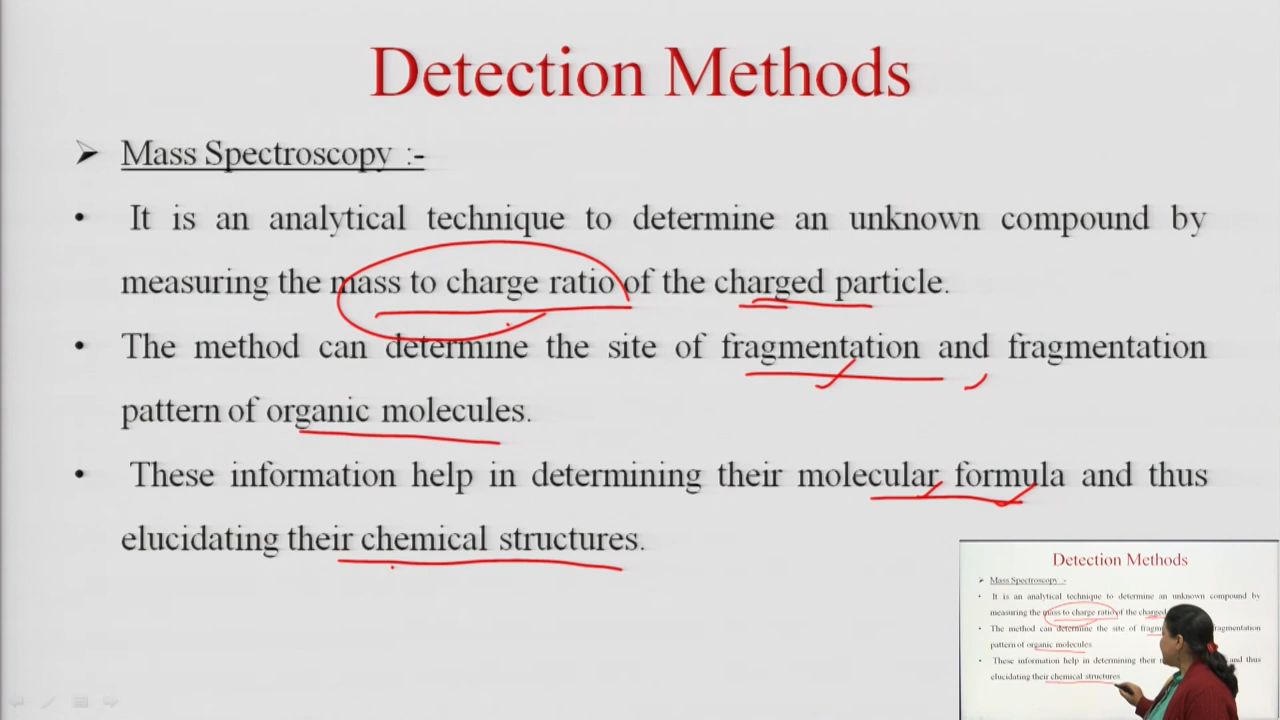 Detection Methods
➤ Mass Spectroscopy :-
• It is an analytical technique to determine an unknown compound by
measuring the mass to charge ratio of the charged particle.
• The method can determine the site of fragmentation and fragmentation
pattern of organic molecules.
• These information help in determining their molecular formula and thus
elucidating their chemical structures.
Detection Methods
➤ Mass Spectroscopy :-
• It is an analytical technique to determine an unknown compound by
measuring the mass to charge ratio of the charged
• The method can determine the site of fragm ragmentation
pattern of organic molecules
• These information help in determining their and thus
elucidating their chemical structures